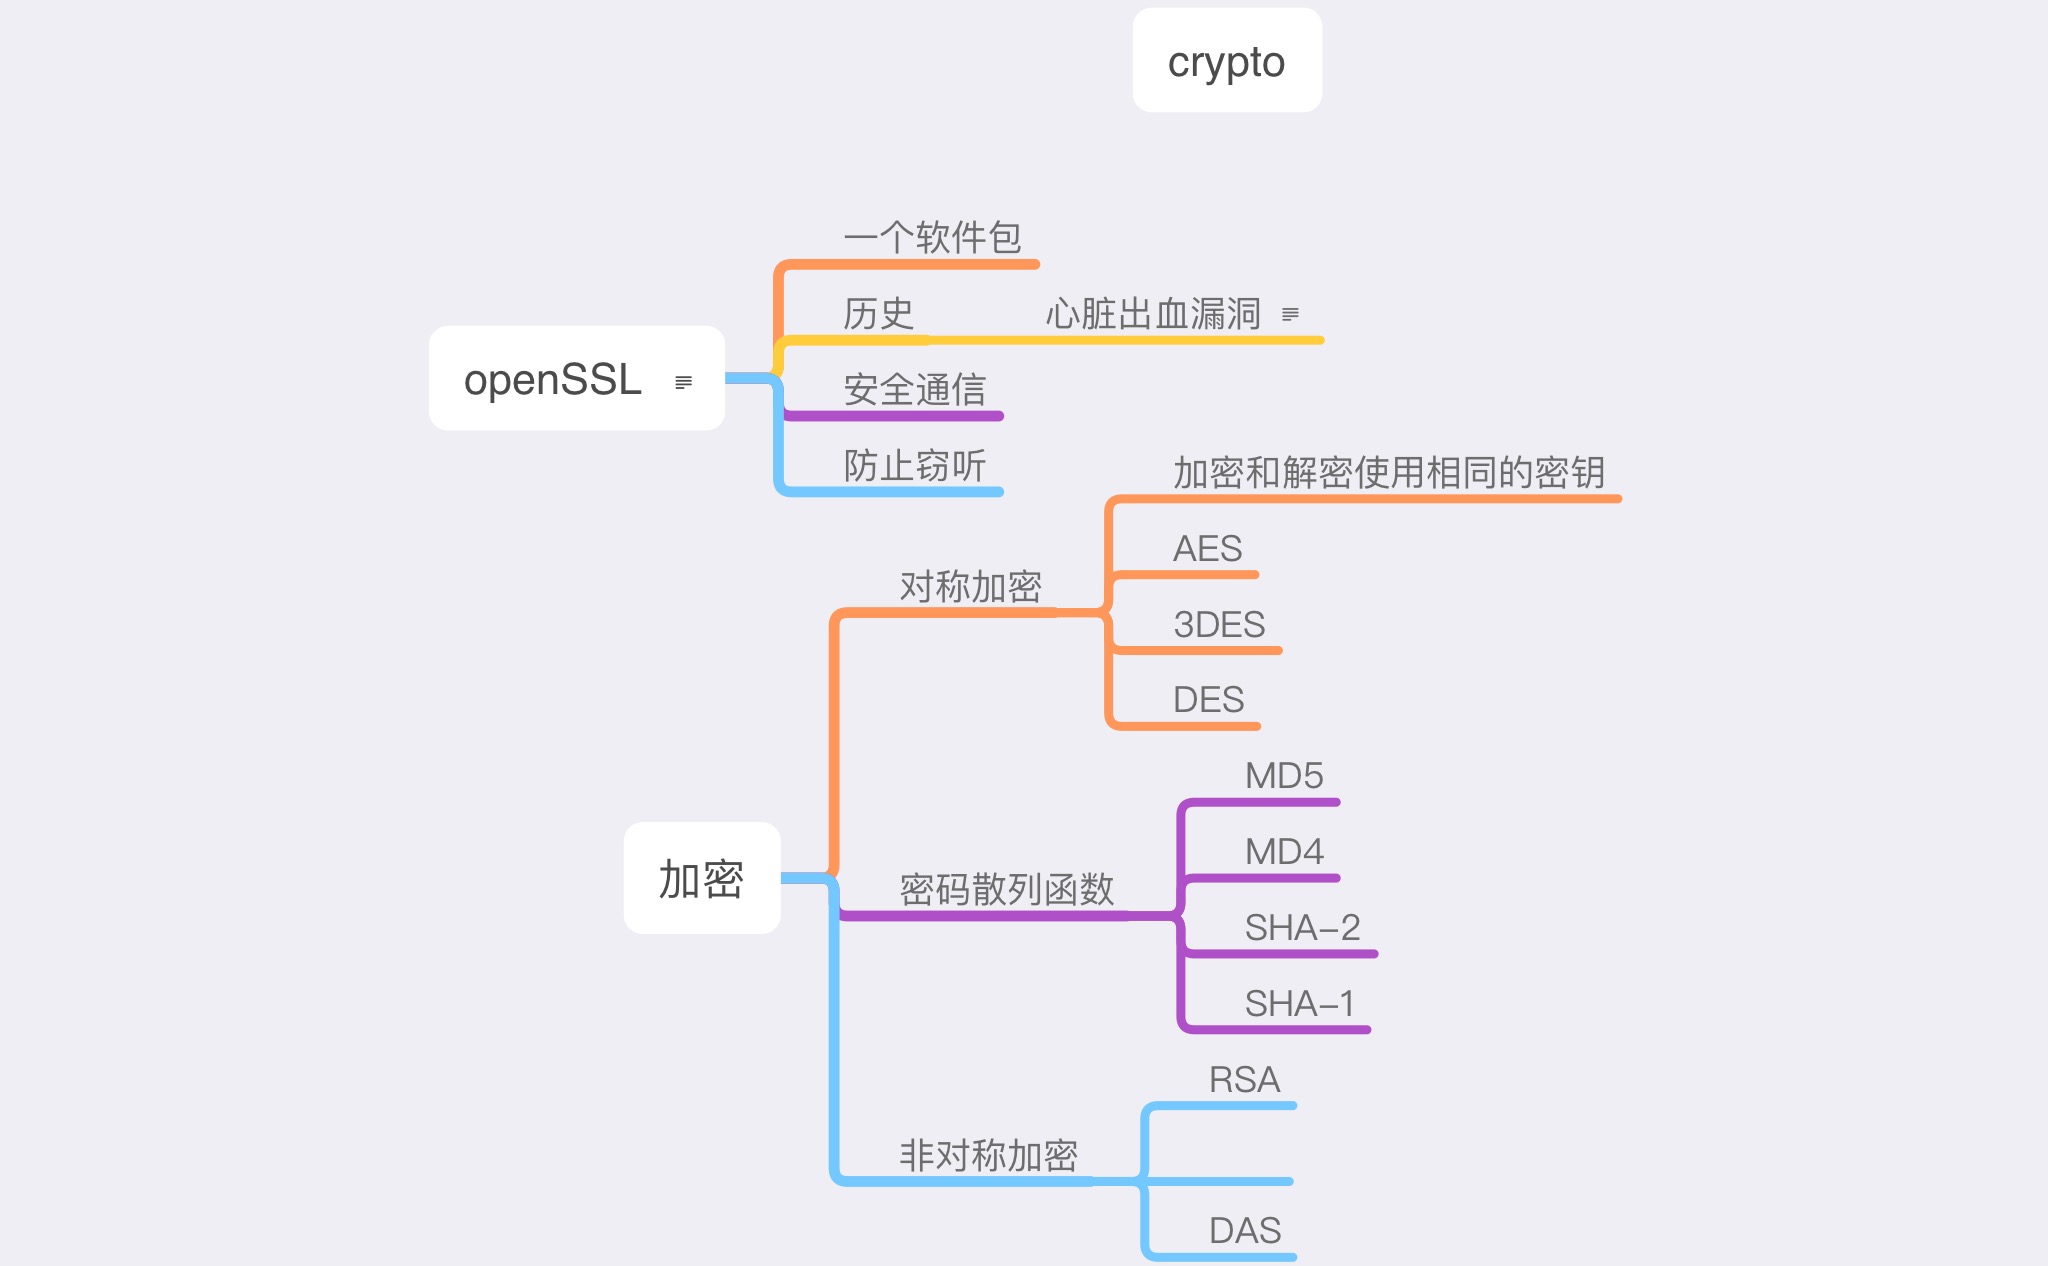 crypto
一个软件包
历史
心脏出血漏洞
openSSL
安全通信
防止窃听
加密和解密使用相同的密钥
AES
对称加密
3DES
DES
MD5
MD4
加密
密码散列函数
SHA-2
SHA-1
RSA
非对称加密
DAS